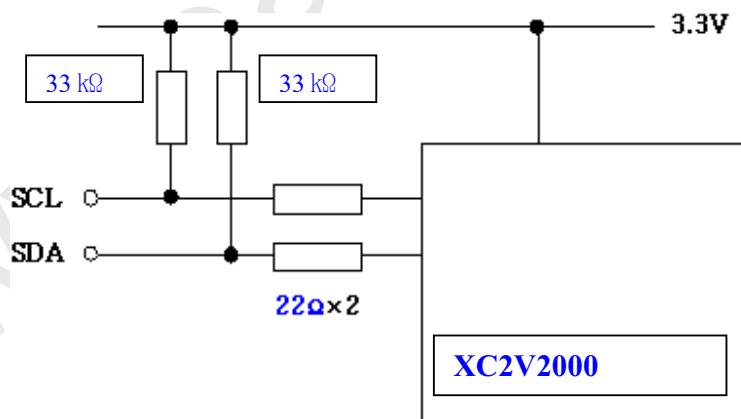 3.3V
33 kΩ
33 kΩ
SCL
SDA
22Ω×2
XC2V2000